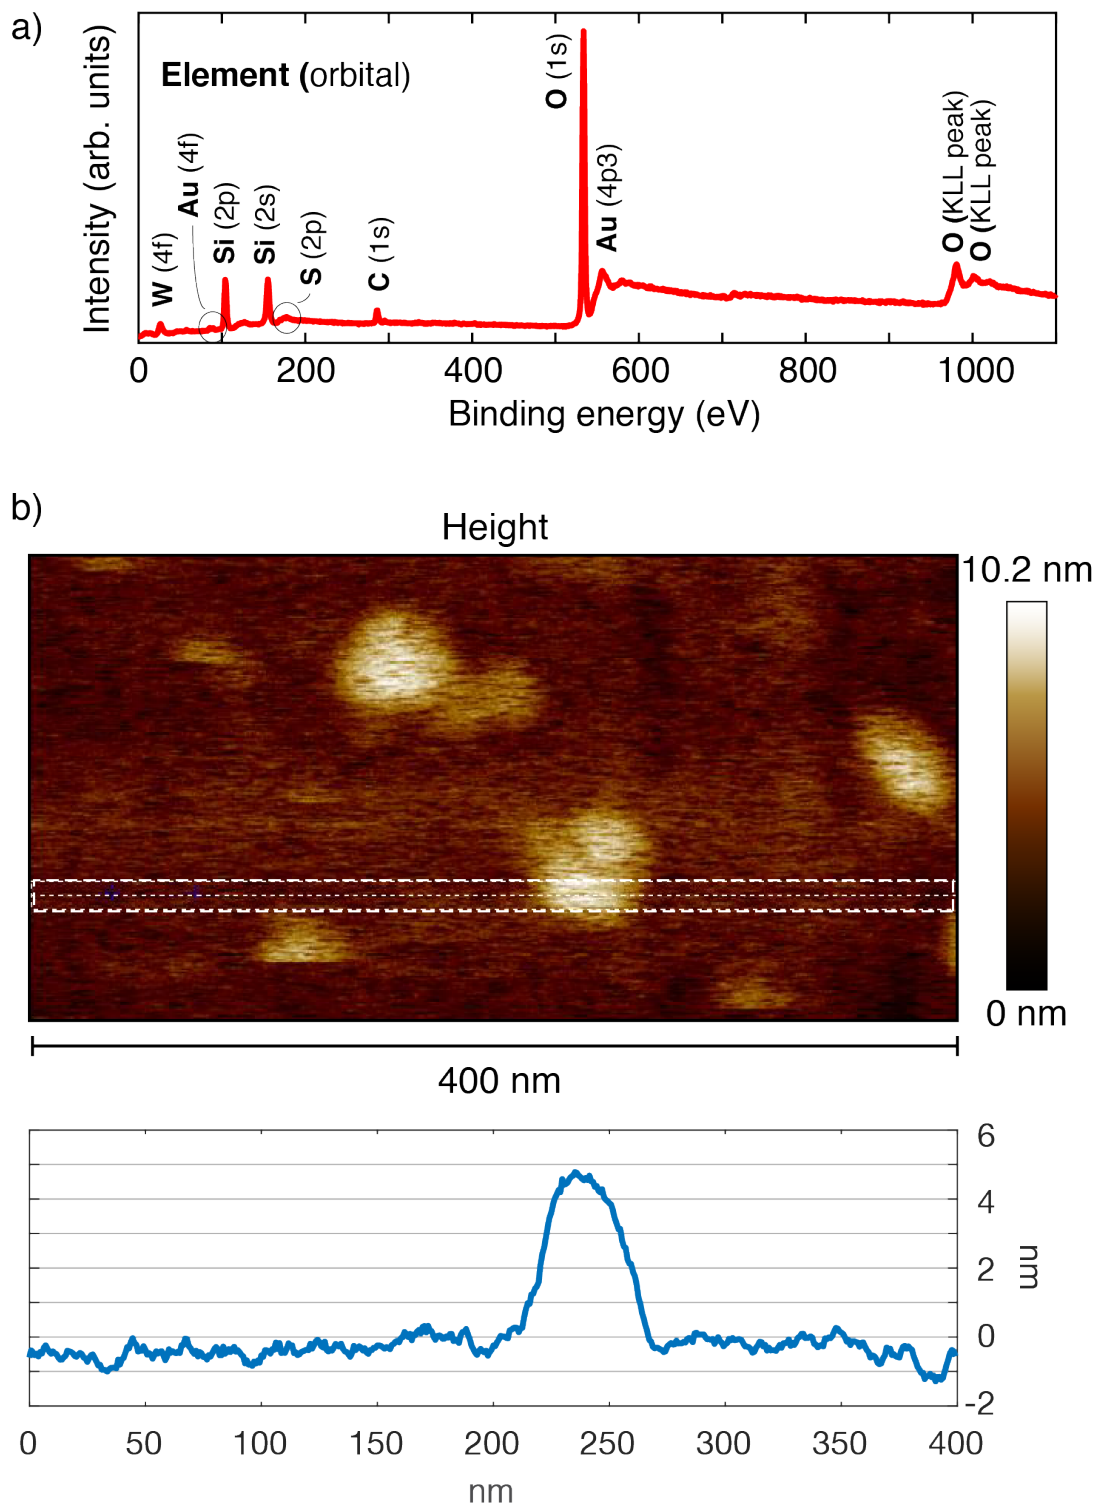 a)
Intensity (arb. units)
Element (orbital)
W (4f)
Au (4f)
Si (2p)
Si (2s)
S (2p)
C (1s)
O (1s)
Au (4p3)
O (KLL peak)
O (KLL peak)
0 200 400 600 800 1000
Binding energy (eV)
b)
Height
10.2 nm
0 nm
400 nm
6
4
2
0
-2
nm
0 50 100 150 200 250 300 350 400
nm